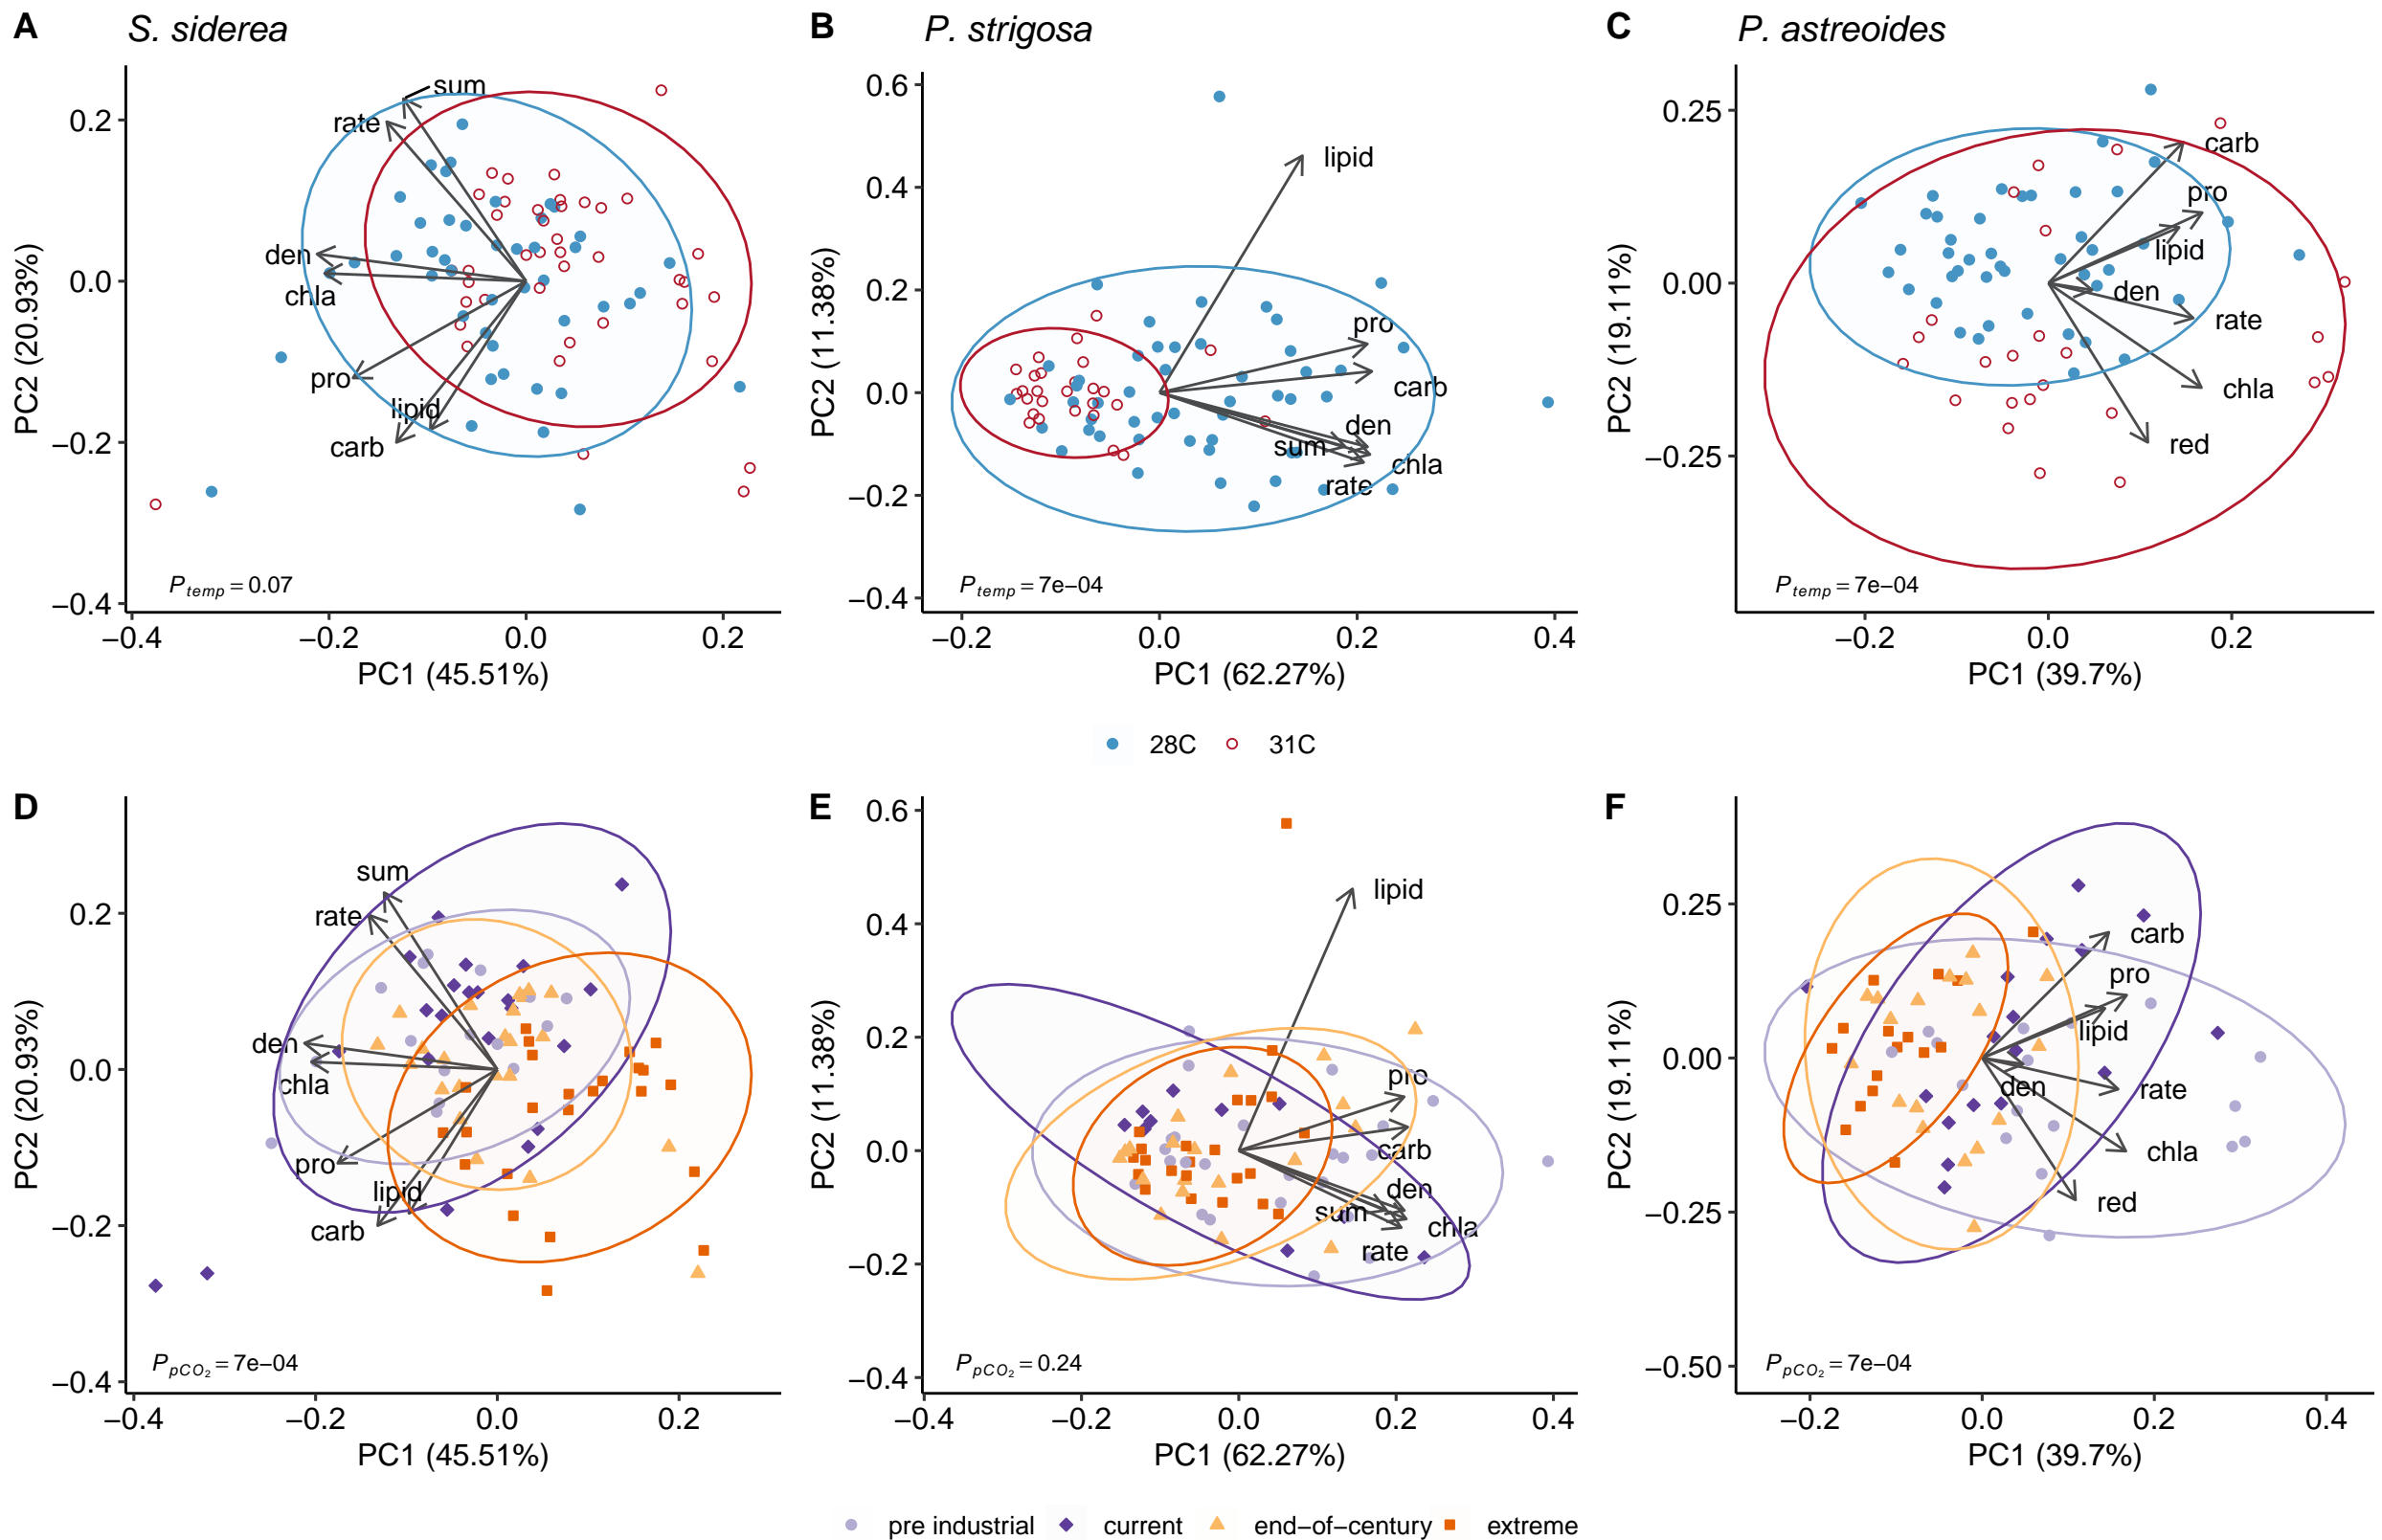 A S. siderea B P. strigosa C P. astreoides
PC2 (20.93%)
0.2
0.0
−0.2
−0.4
sum
rate
den
chla
pro
lipid
carb
P temp = 0.07
−0.4 −0.2 0.0 0.2
PC1 (45.51%)
PC2 (11.38%)
0.6
0.4
0.2
0.0
−0.2
−0.4
lipid
pro
carb
den
sum
chla
rate
P temp = 7e−04
−0.2 0.0 0.2 0.4
PC1 (62.27%)
PC2 (19.11%)
0.25
0.00
−0.25
carb
pro
lipid
den
rate
chla
red
P temp = 7e−04
−0.2 0.0 0.2
PC1 (39.7%)
28C 31C
D E F
PC2 (20.93%)
0.2
0.0
−0.2
−0.4
sum
rate
den
chla
pro
lipid
carb
P pCO₂ = 7e−04
−0.4 −0.2 0.0 0.2
PC1 (45.51%)
PC2 (11.38%)
0.6
0.4
0.2
0.0
−0.2
−0.4
lipid
pro
carb
den
sum
chla
rate
P pCO₂ = 0.24
−0.4 −0.2 0.0 0.2 0.4
PC1 (62.27%)
PC2 (19.11%)
0.25
0.00
−0.25
−0.50
carb
pro
lipid
den
rate
chla
red
P pCO₂ = 7e−04
−0.2 0.0 0.2 0.4
PC1 (39.7%)
pre industrial current end−of−century extreme